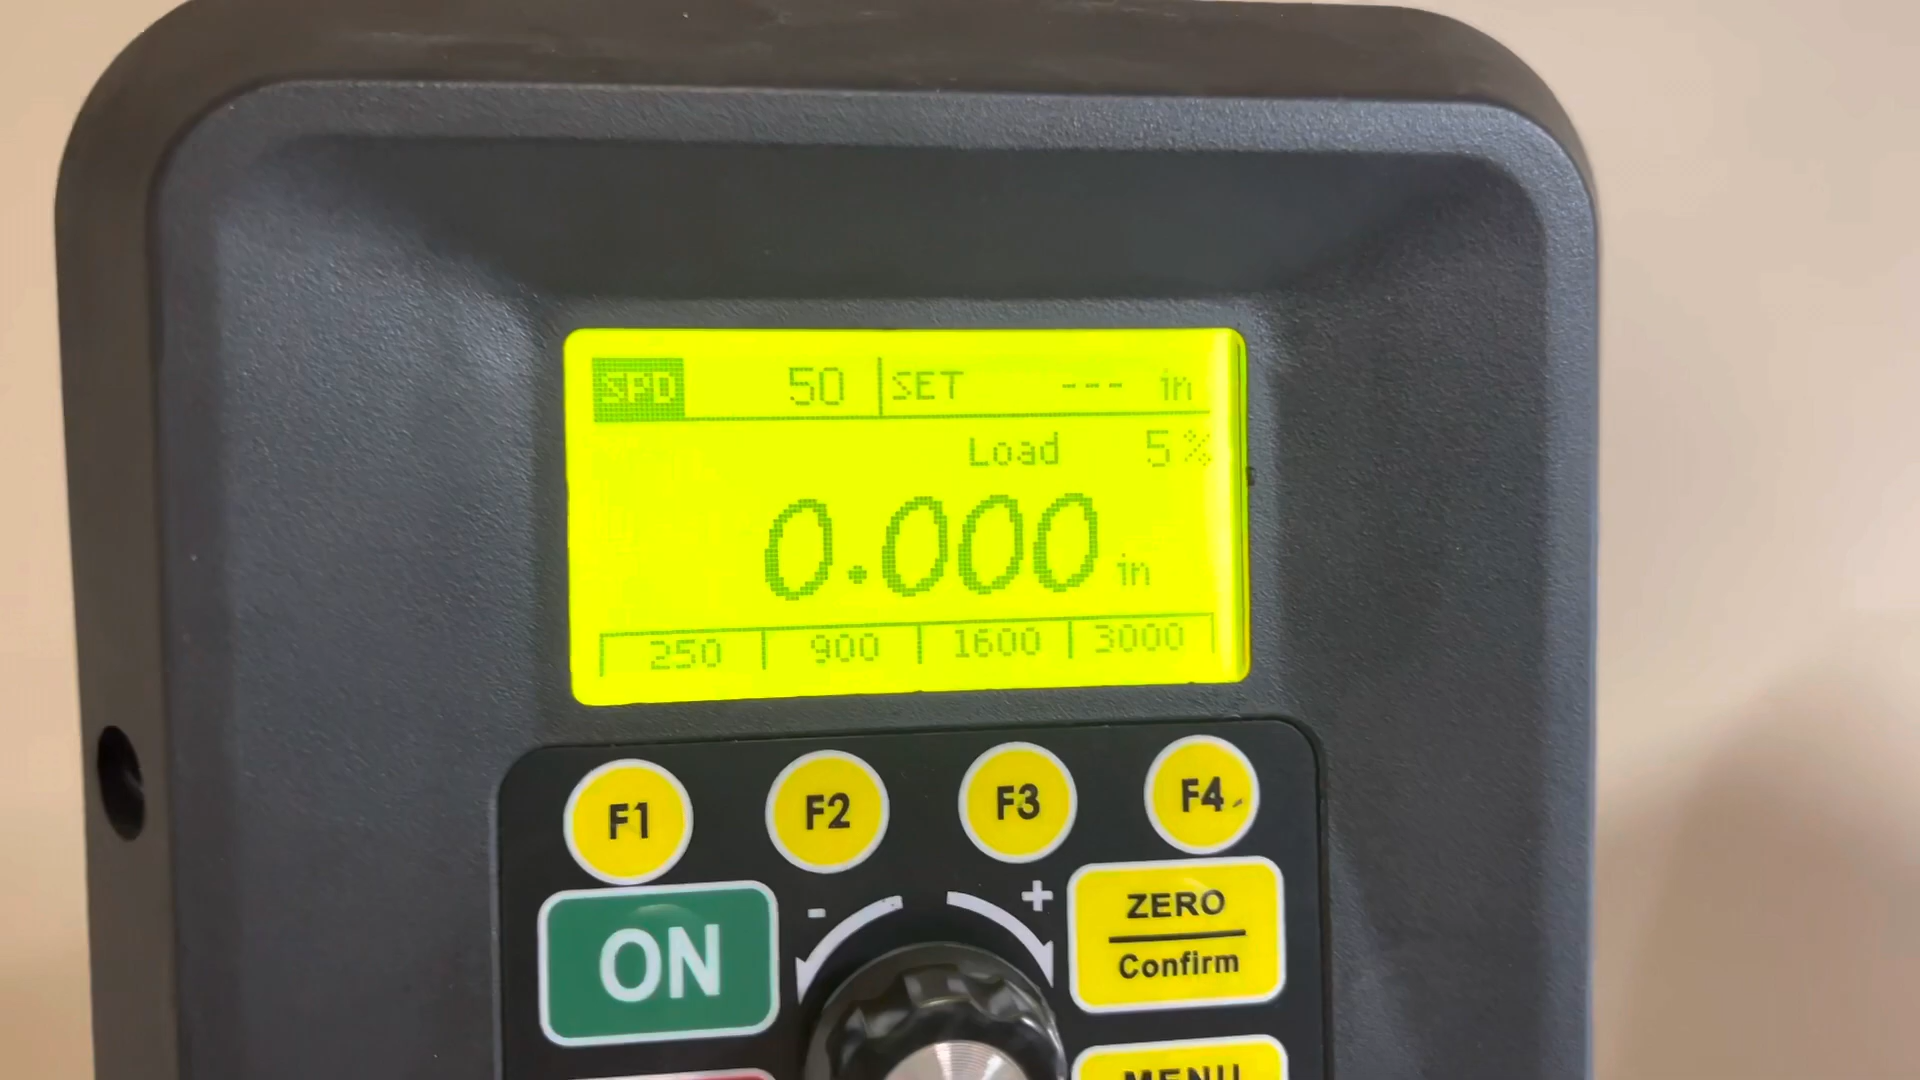 SPD 50 SET --- in
Load 5%
0.000 in
250 900 1600 3000
F1 F2 F3 F4
- +
ON
ZERO
Confirm
MENU